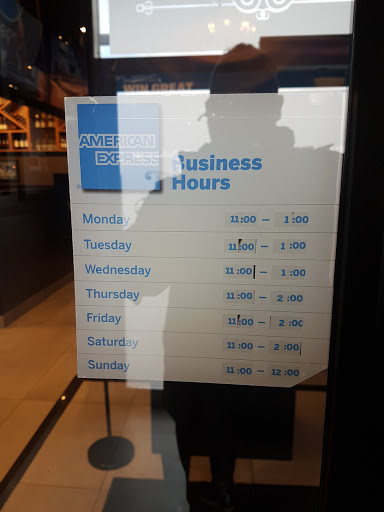 WIN GREAT
AMERICAN
EXPRESS
Business
Hours
Monday 11:00 – 1:00
Tuesday 11:00 – 1:00
Wednesday 11:00 – 1:00
Thursday 11:00 – 2:00
Friday 11:00 – 2:00
Saturday 11:00 – 2:00
Sunday 11:00 – 12:00